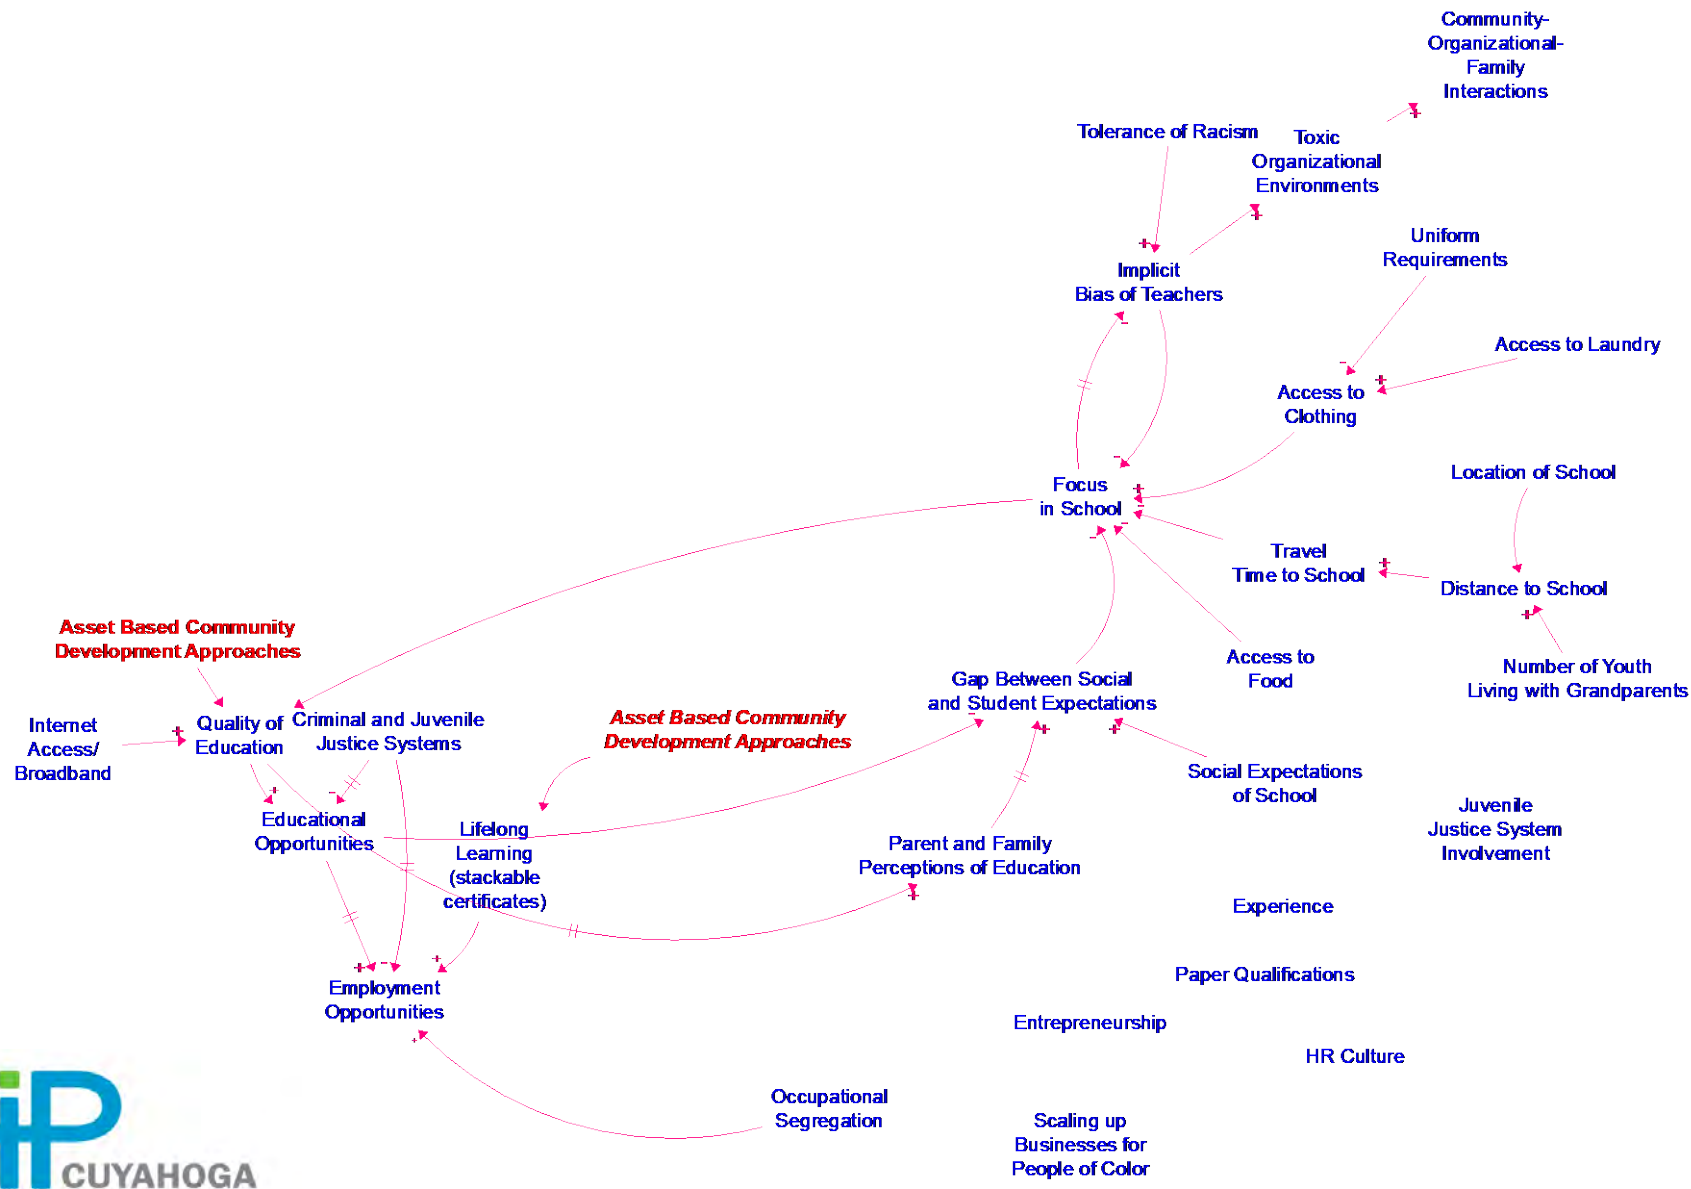 Community-
Organizational-
Family
Interactions
Tolerance of Racism
Toxic
Organizational
Environments
Uniform
Requirements
Implicit
Bias of Teachers
Access to Laundry
Access to
Clothing
Location of School
Focus
in School
Travel
Time to School
Distance to School
Asset Based Community
Development Approaches
Access to
Food
Number of Youth
Living with Grandparents
Gap Between Social
and Student Expectations
Internet
Access/
Broadband
Quality of
Education
Criminal and Juvenile
Justice Systems
Asset Based Community
Development Approaches
Social Expectations
of School
Educational
Opportunities
Lifelong
Learning
(stackable
certificates)
Parent and Family
Perceptions of Education
Juvenile
Justice System
Involvement
Experience
Paper Qualifications
Employment
Opportunities
Entrepreneurship
HR Culture
Occupational
Segregation
Scaling up
Businesses for
People of Color
iP
CUYAHOGA